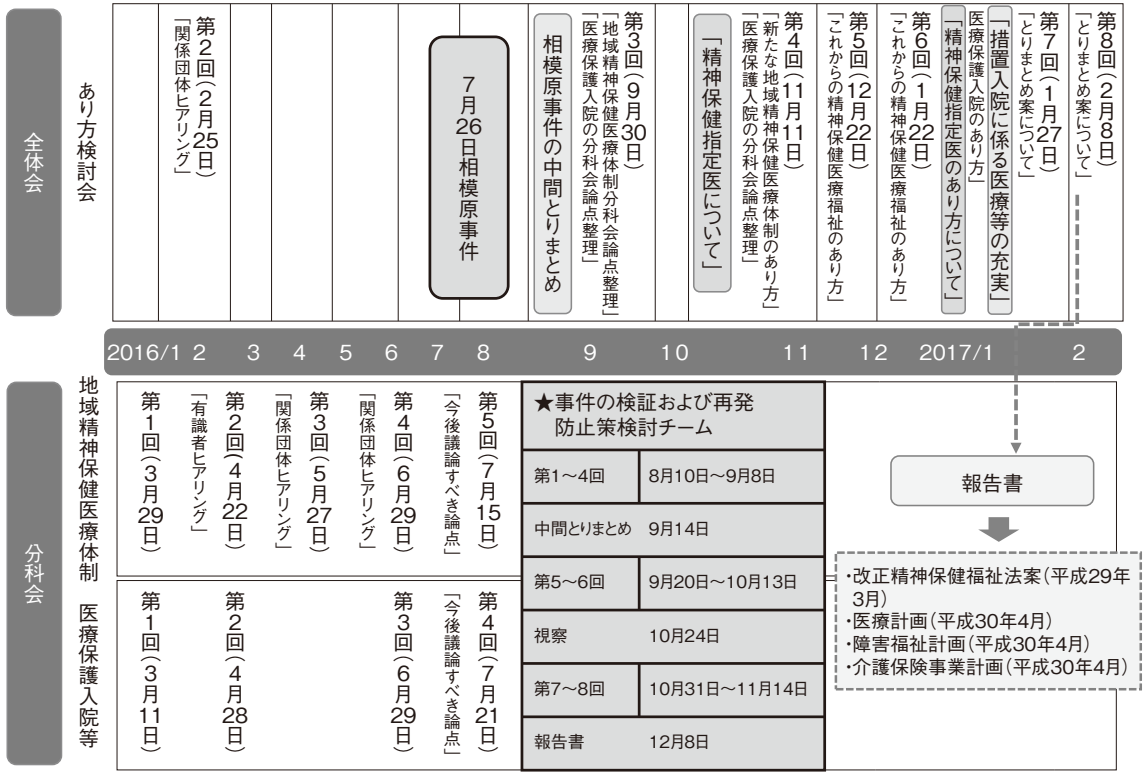 全体会
あり方検討会
第2回(2月25日)
「関係団体ヒアリング」
7月26日相模原事件
相模原事件の中間とりまとめ
第3回(9月30日)
「地域精神保健医療体制分科会論点整理」
「医療保護入院の分科会論点整理」
「精神保健指定医について」
第4回(11月11日)
「新たな地域精神保健医療体制のあり方」
「医療保護入院の分科会論点整理」
第5回(12月22日)
「これからの精神保健医療福祉のあり方」
第6回(1月22日)
「これからの精神保健医療福祉のあり方」
「措置入院に係る医療等の充実」
医療保護入院のあり方」
「精神保健指定医のあり方について」
第7回(1月27日)
「とりまとめ案について」
第8回(2月8日)
「とりまとめ案について」
2016/1 2 3 4 5 6 7 8 9 10 11 12 2017/1 2
分科会
地域精神保健医療体制
第1回(3月29日)
「有識者ヒアリング」
第2回(4月22日)
「関係団体ヒアリング」
第3回(5月27日)
「関係団体ヒアリング」
第4回(6月29日)
「今後議論すべき論点」
第5回(7月15日)
医療保護入院等
第1回(3月11日)
第2回(4月28日)
第3回(6月29日)
「今後議論すべき論点」
第4回(7月21日)
★事件の検証および再発
防止策検討チーム
第1〜4回 8月10日〜9月8日
中間とりまとめ 9月14日
第5〜6回 9月20日〜10月13日
視察 10月24日
第7〜8回 10月31日〜11月14日
報告書 12月8日
報告書
・改正精神保健福祉法案(平成29年
3月)
・医療計画(平成30年4月)
・障害福祉計画(平成30年4月)
・介護保険事業計画(平成30年4月)